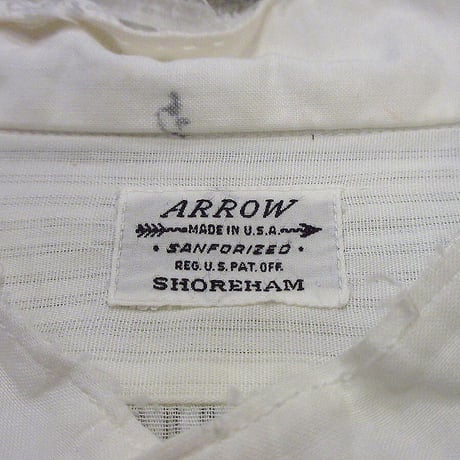 ARROW
MADE IN U.S.A.
• SANFORIZED •
REG. U.S. PAT. OFF.
SHOREHAM